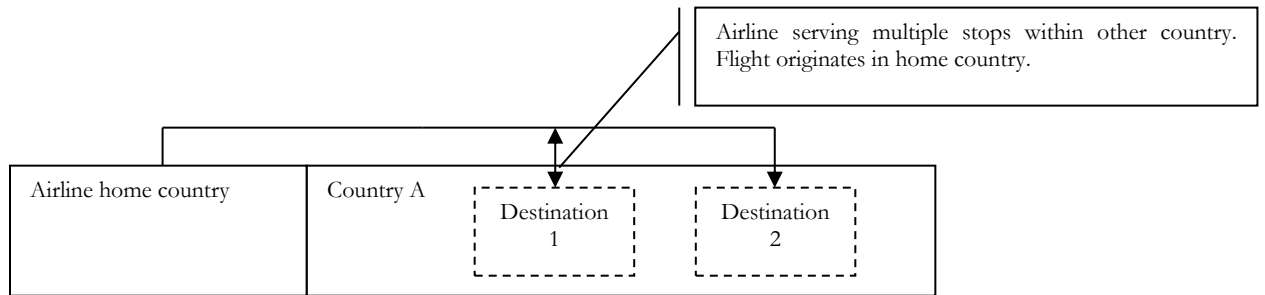 Airline serving multiple stops within other country.
Flight originates in home country.
Airline home country
Country A
Destination
1
Destination
2